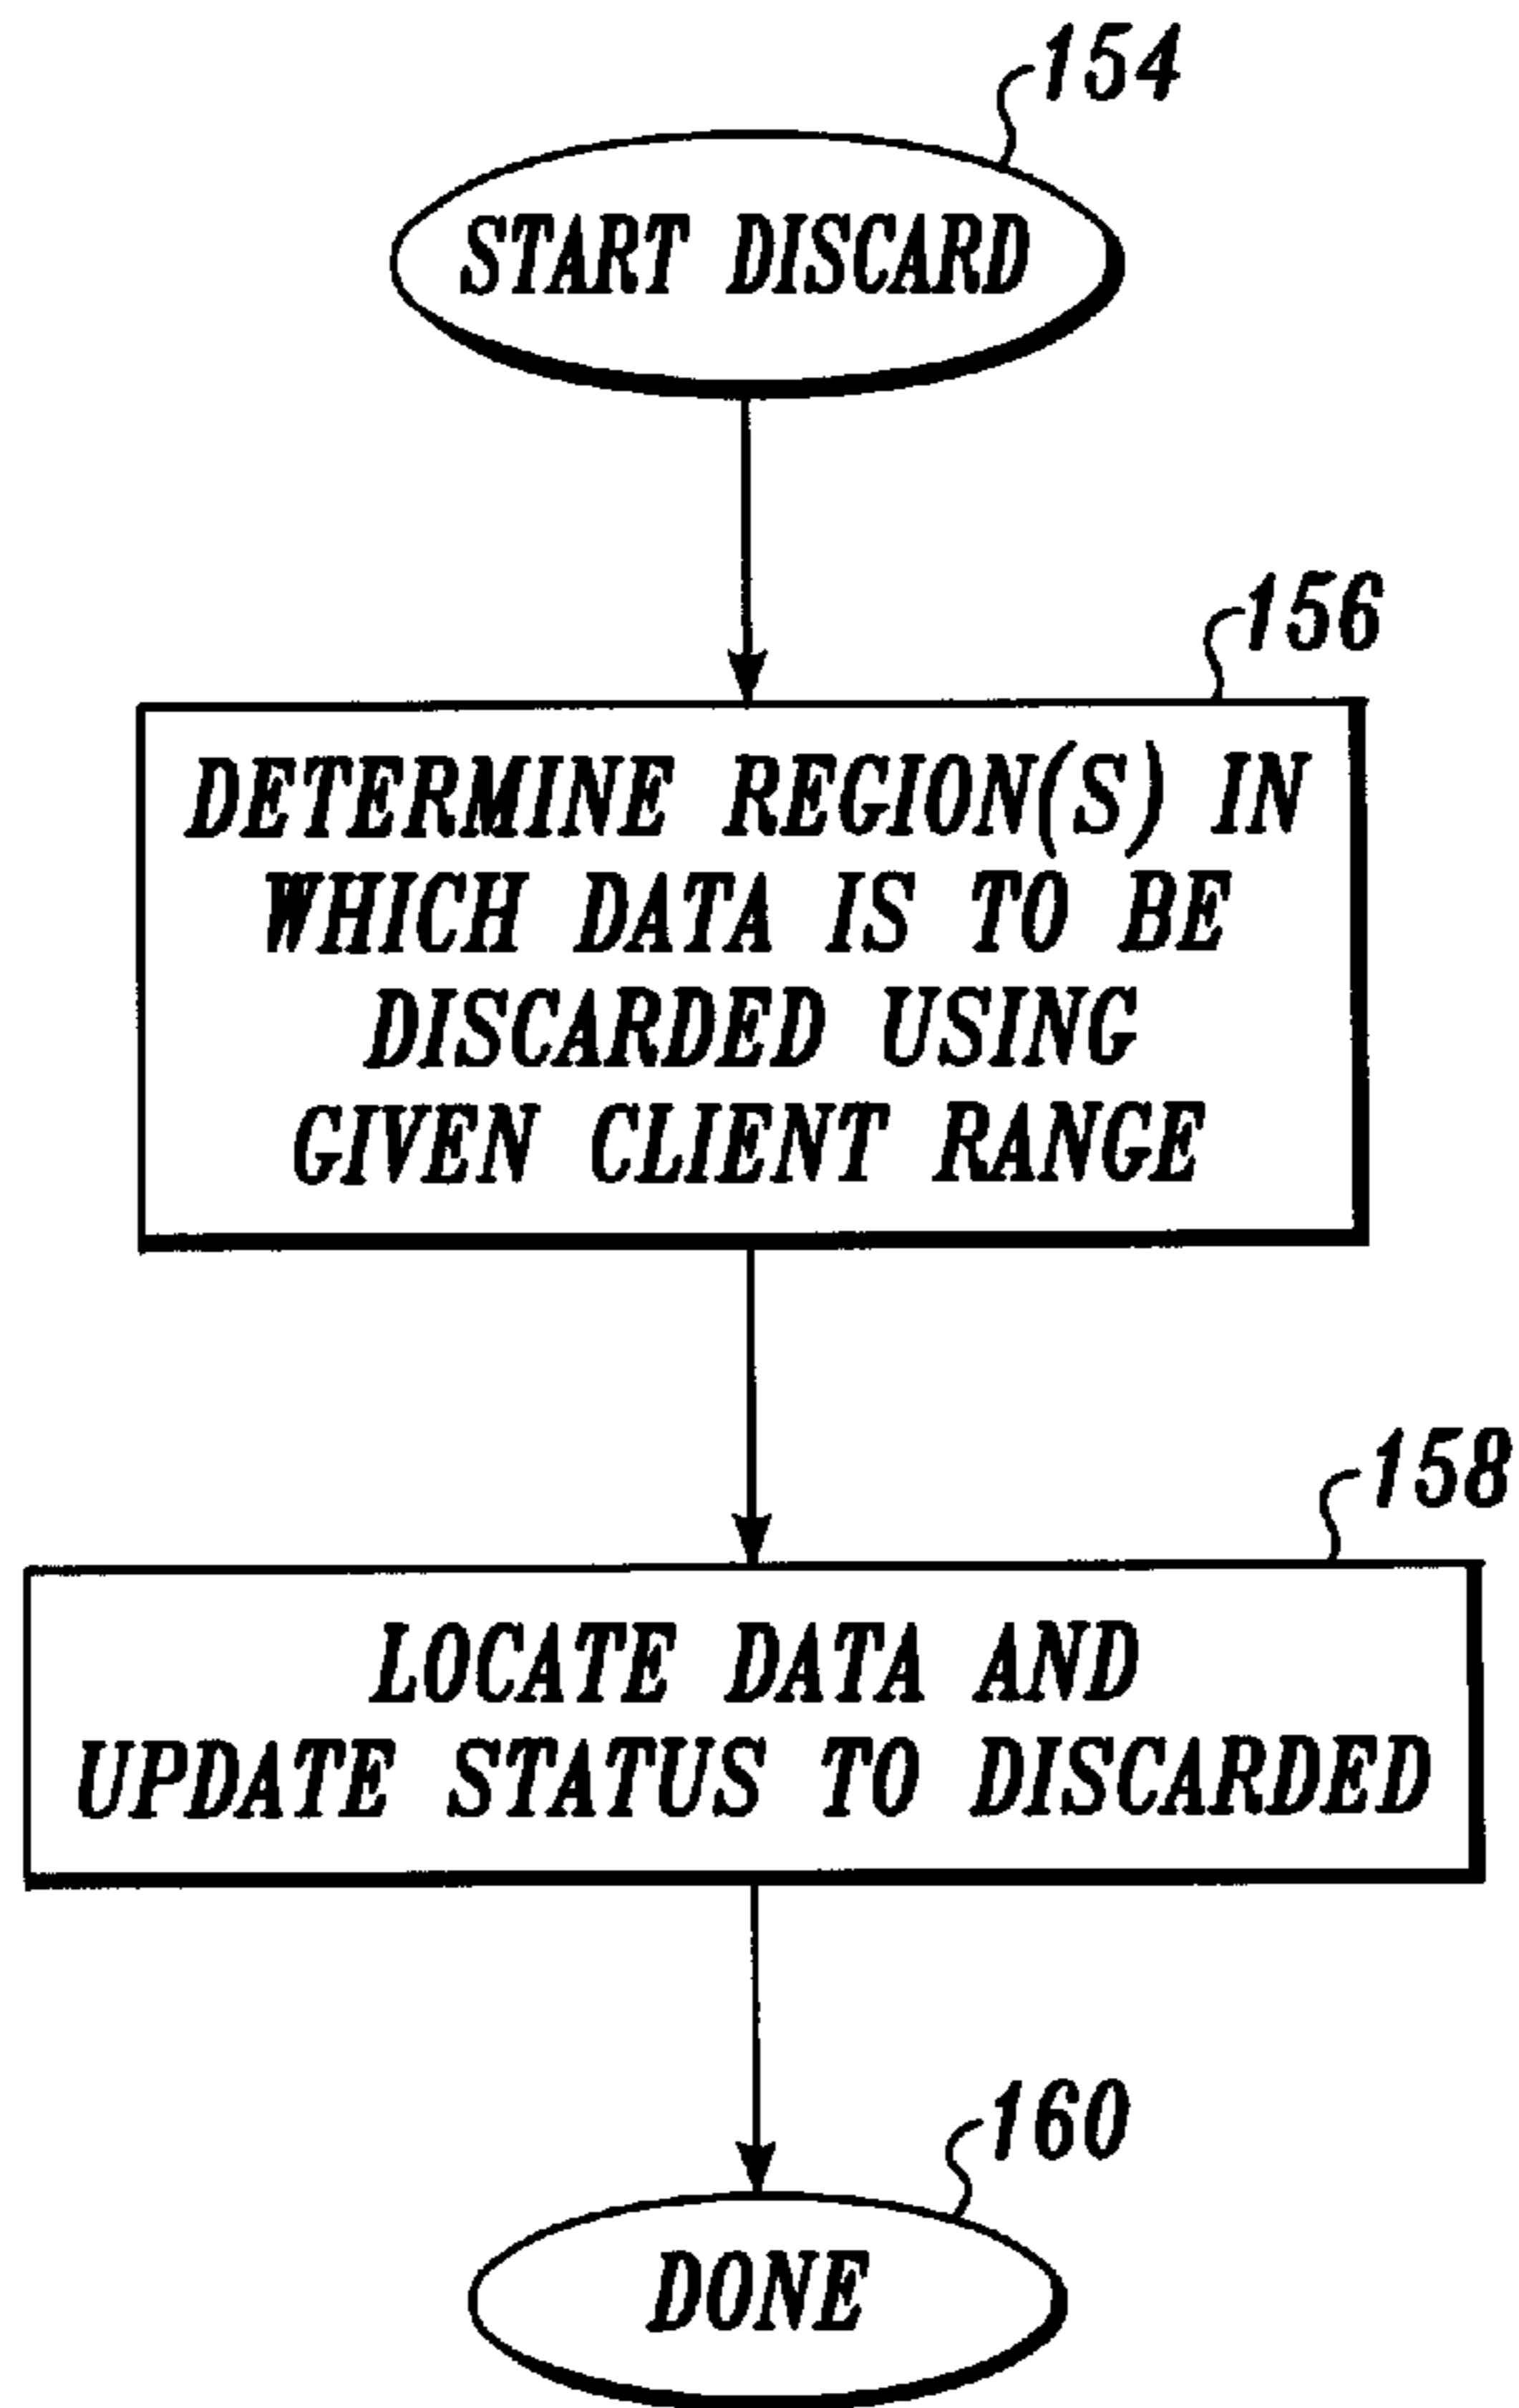 154
START DISCARD
156
DETERMINE REGION(S) IN
WHICH DATA IS TO BE
DISCARDED USING
GIVEN CLIENT RANGE
158
LOCATE DATA AND
UPDATE STATUS TO DISCARDED
160
DONE